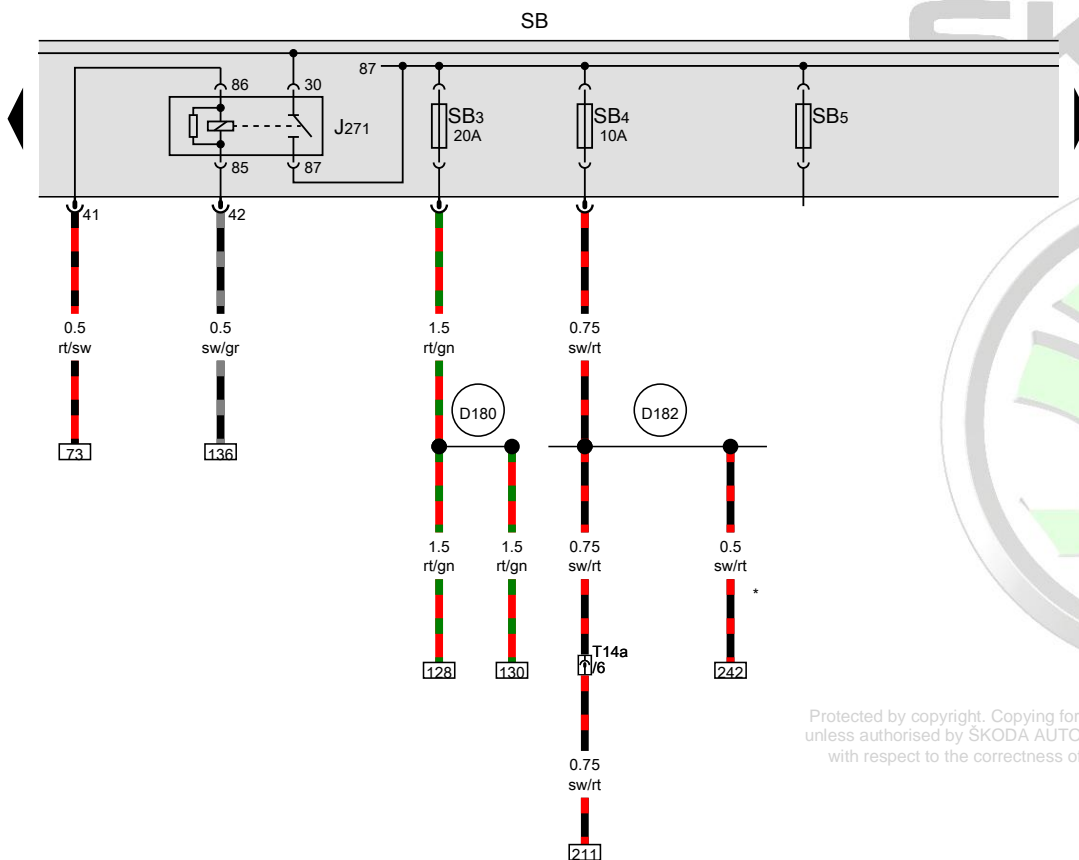 SB
SK
86
30
87
J271
SB3
20A
SB4
10A
SB5
85
87
41
42
0.5
rt/sw
0.5
sw/gr
1.5
rt/gn
0.75
sw/rt
D180
D182
73
136
1.5
rt/gn
1.5
rt/gn
0.75
sw/rt
0.5
sw/rt
*
T14a
/6
128
130
242
Protected by copyright. Copying for
unless authorised by ŠKODA AUTO
with respect to the correctness of
0.75
sw/rt
211